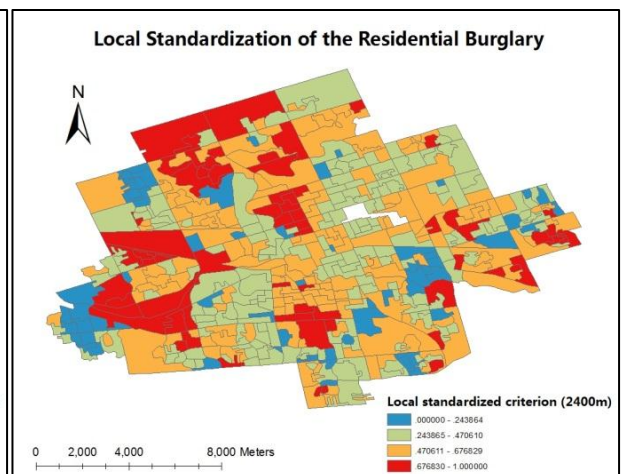 Local Standardization of the Residential Burglary
N
Local standardized criterion (2400m)
.000000 - .243864
.243865 - .470610
.470611 - .676829
.676830 - 1.000000
0 2,000 4,000 8,000 Meters